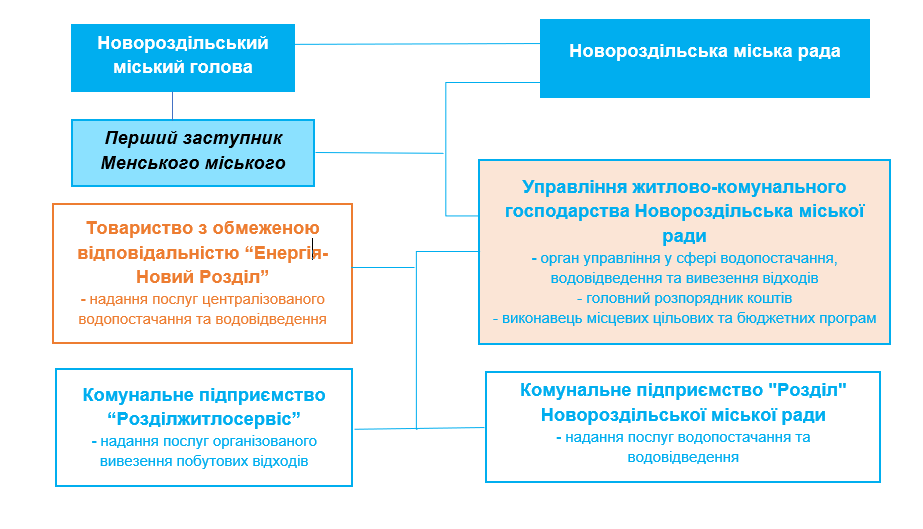 Новороздільський
міський голова
Новороздільська міська рада
Перший заступник
Менського міського
Управління житлово-комунального
господарства Новороздільська міської
ради
- орган управління у сфері водопостачання,
водовідведення та вивезення відходів
- головний розпорядник коштів
- виконавець місцевих цільових та бюджетних програм
Товариство з обмеженою
відповідальністю “Енергія-
Новий Розділ”
- надання послуг централізованого
водопостачання та водовідведення
Комунальне підприємство
“Розділжитлосервіс”
- надання послуг організованого
вивезення побутових відходів
Комунальне підприємство "Розділ"
Новороздільської міської ради
- надання послуг водопостачання та
водовідведення